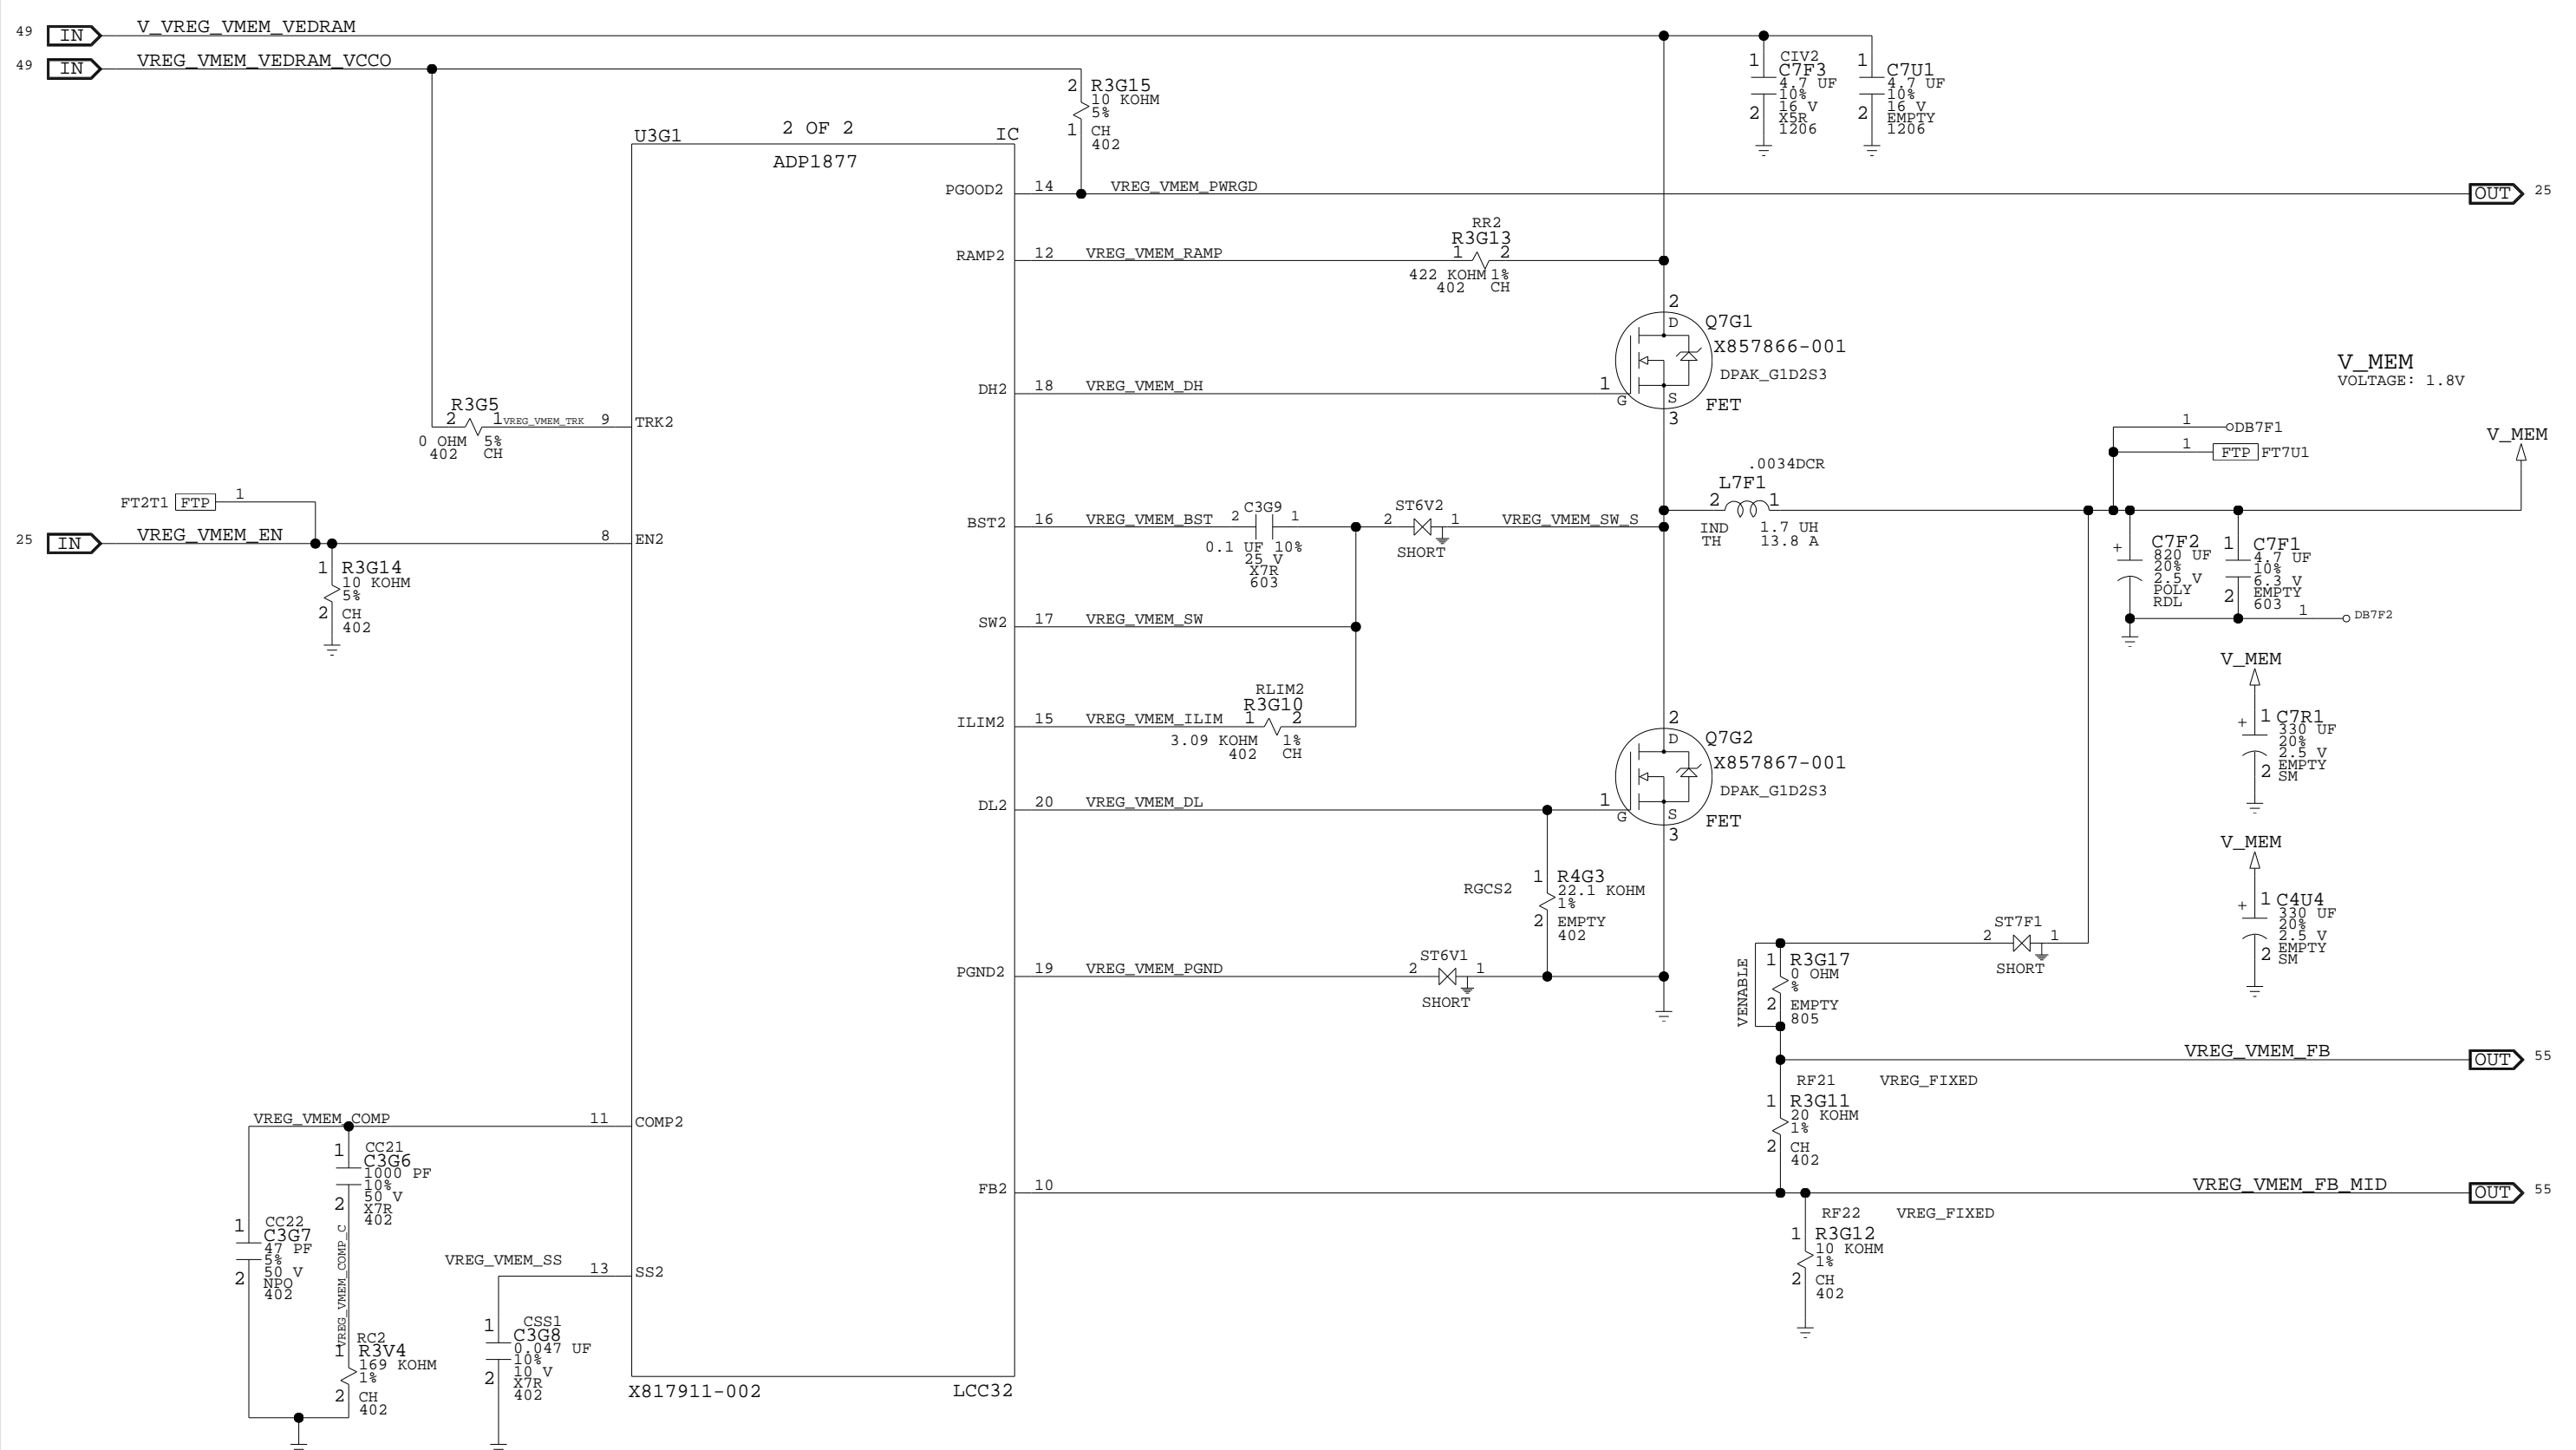 49 IN V_VREG_VMEM_VEDRAM
49 IN VREG_VMEM_VEDRAM_VCCO
2 R3G15
10 KOHM
5%
1 CH
402
CIV2
1 C7F3
4.7 UF
10%
16 V
2 X5R
1206
1 C7U1
4.7 UF
10%
16 V
2 EMPTY
1206
U3G1 2 OF 2 IC
ADP1877
PGOOD2 14 VREG_VMEM_PWRGD OUT 25
RR2
R3G13
RAMP2 12 VREG_VMEM_RAMP 1 2
422 KOHM 1%
402 CH
2
D Q7G1
X857866-001
DPAK_G1D2S3
DH2 18 VREG_VMEM_DH 1
G S FET
3
V_MEM
VOLTAGE: 1.8V
R3G5
2 1 VREG_VMEM_TRK 9 TRK2
0 OHM 5%
402 CH
1 DB7F1
1 FTP FT7U1
V_MEM
FT2T1 FTP 1
25 IN VREG_VMEM_EN 8 EN2
1 R3G14
10 KOHM
5%
2 CH
402
.0034DCR
L7F1
2 1
IND 1.7 UH
TH 13.8 A
BST2 16 VREG_VMEM_BST 2 C3G9 1
0.1 UF 10%
25 V
X7R
603
ST6V2
2 1 VREG_VMEM_SW_S
SHORT
+ C7F2
820 UF
20%
2.5 V
POLY
RDL
1 C7F1
4.7 UF
10%
6.3 V
2 EMPTY
603
1 DB7F2
SW2 17 VREG_VMEM_SW
RLIM2
R3G10
ILIM2 15 VREG_VMEM_ILIM 1 2
3.09 KOHM 1%
402 CH
2
D Q7G2
X857867-001
DPAK_G1D2S3
DL2 20 VREG_VMEM_DL 1
G S FET
3
V_MEM
+ 1 C7R1
330 UF
20%
2.5 V
EMPTY
2 SM
V_MEM
+ 1 C4U4
330 UF
20%
2.5 V
EMPTY
2 SM
RGCS2
1 R4G3
22.1 KOHM
1%
2 EMPTY
402
ST6V1
PGND2 19 VREG_VMEM_PGND 2 1
SHORT
ST7F1
2 1
SHORT
VENABLE
1 R3G17
0 OHM
%
2 EMPTY
805
VREG_VMEM_FB OUT 55
RF21 VREG_FIXED
1 R3G11
20 KOHM
1%
2 CH
402
FB2 10 VREG_VMEM_FB_MID OUT 55
RF22 VREG_FIXED
1 R3G12
10 KOHM
1%
2 CH
402
VREG_VMEM_COMP 11 COMP2
CC21
1 C3G6
1000 PF
10%
50 V
2 X7R
402
CC22
1 C3G7
47 PF
5%
50 V
2 NPO
402
VREG_VMEM_COMP_C
RC2
1 R3V4
169 KOHM
1%
2 CH
402
VREG_VMEM_SS 13 SS2
CSS1
1 C3G8
0.047 UF
10%
10 V
2 X7R
402
X817911-002 LCC32